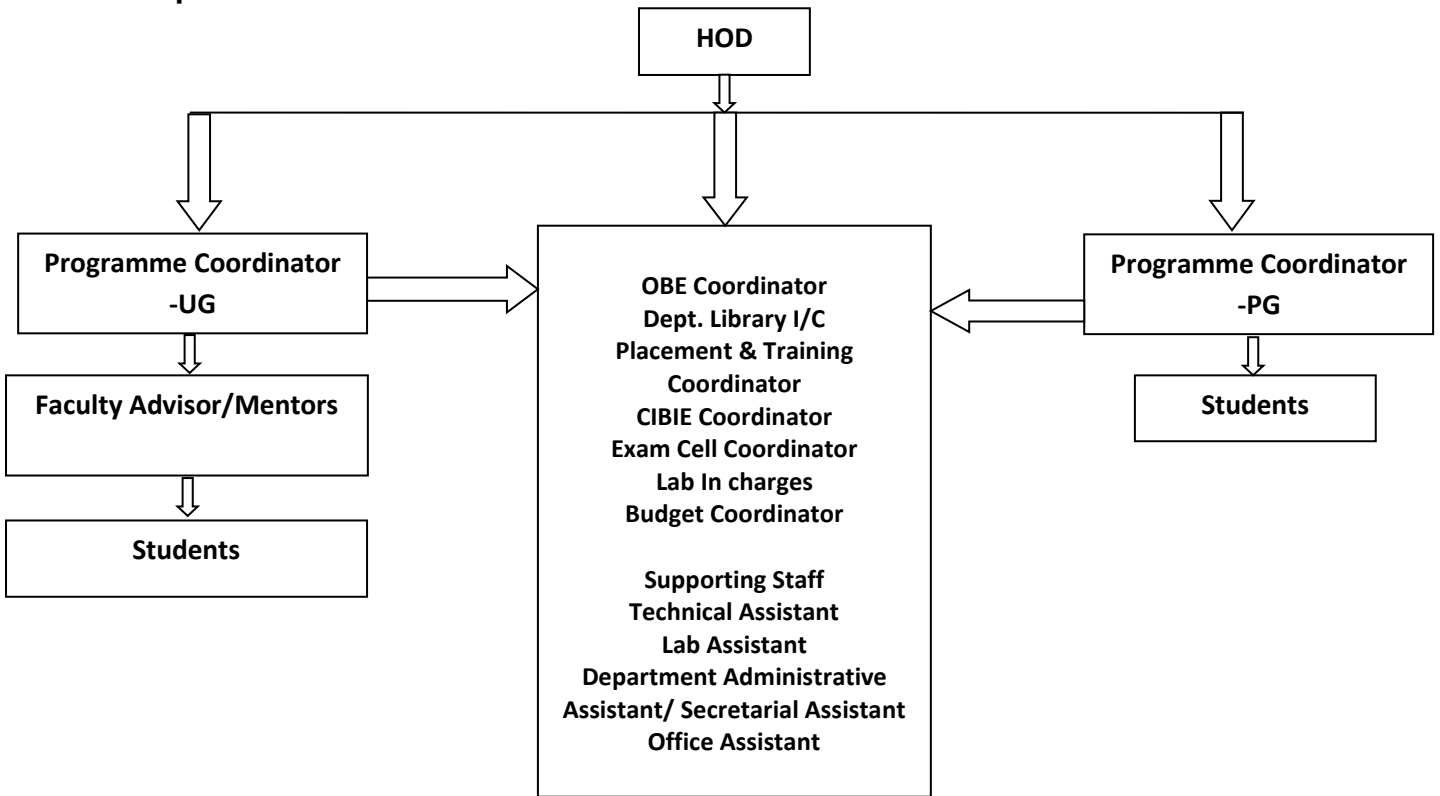 HOD
Programme Coordinator
-UG
OBE Coordinator
Dept. Library I/C
Placement & Training
Coordinator
CIBIE Coordinator
Exam Cell Coordinator
Lab In charges
Budget Coordinator
Supporting Staff
Technical Assistant
Lab Assistant
Department Administrative
Assistant/ Secretarial Assistant
Office Assistant
Programme Coordinator
-PG
Faculty Advisor/Mentors
Students
Students